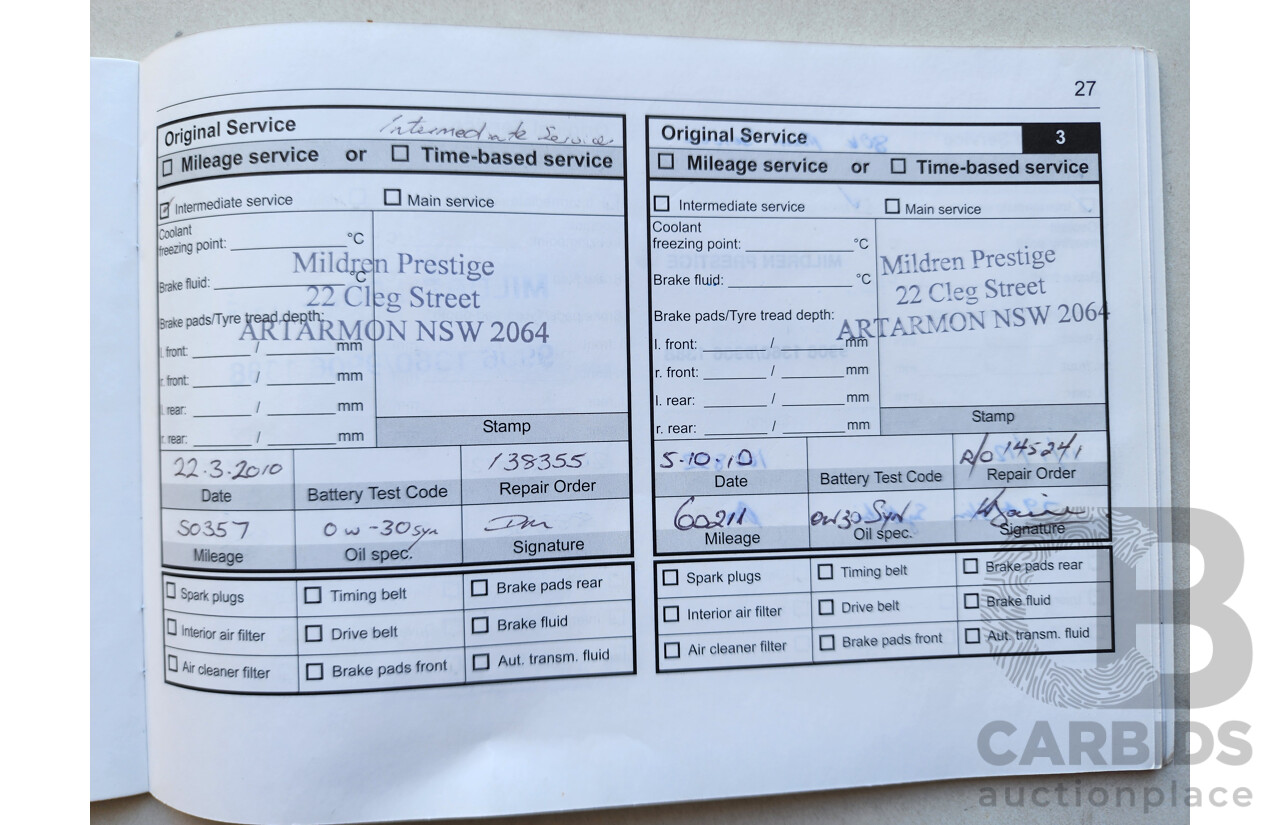 27
Original Service
Intermediate Service
Mileage service or Time-based service
Intermediate service
Main service
Coolant
freezing point: °C
Brake fluid: °C
Brake pads/Tyre tread depth:
l. front: / mm
r. front: / mm
l. rear: / mm
r. rear: / mm
Mildren Prestige
22 Cleg Street
ARTARMON NSW 2064
Stamp
22.3.2010 138355
Date Battery Test Code Repair Order
50357 0w-30 syn
Mileage Oil spec. Signature
Spark plugs Timing belt Brake pads rear
Interior air filter Drive belt Brake fluid
Air cleaner filter Brake pads front Aut. transm. fluid
Original Service 3
Mileage service or Time-based service
Intermediate service
Main service
Coolant
freezing point: °C
Brake fluid: °C
Brake pads/Tyre tread depth:
l. front: / mm
r. front: / mm
l. rear: / mm
r. rear: / mm
Mildren Prestige
22 Cleg Street
ARTARMON NSW 2064
Stamp
5.10.10 R/O 145241
Date Battery Test Code Repair Order
60211 0w30 Syn
Mileage Oil spec. Signature
Spark plugs Timing belt Brake pads rear
Interior air filter Drive belt Brake fluid
Air cleaner filter Brake pads front Aut. transm. fluid
CARBIDS
auctionplace